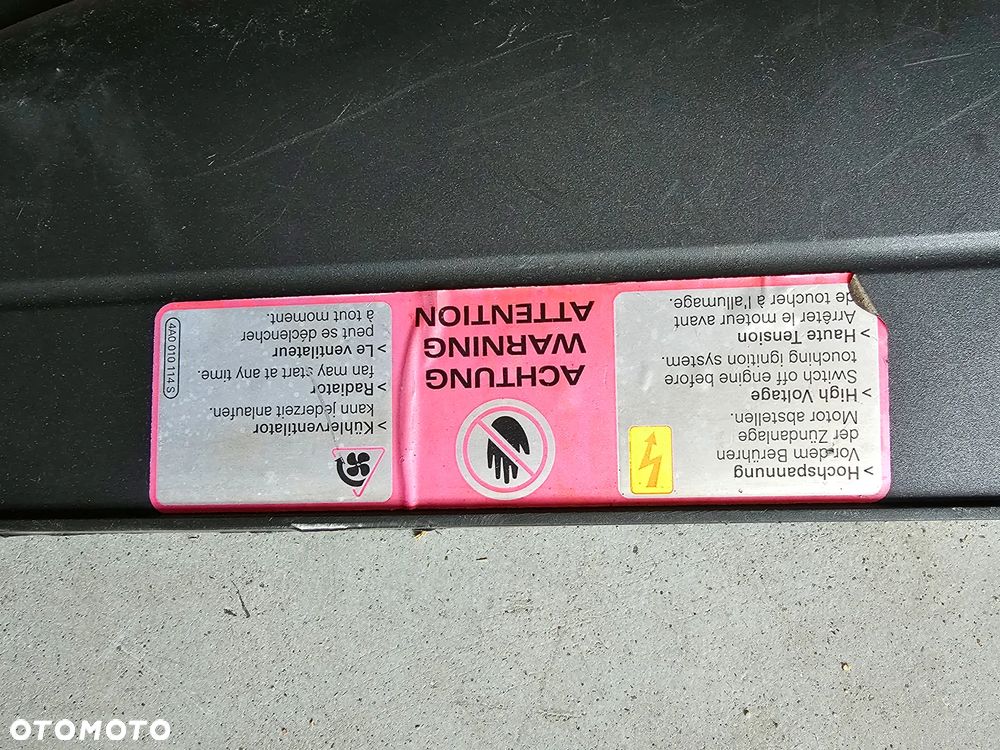 > Hochspannung
Vor dem Berühren
der Zündanlage
Motor abstellen.
> High Voltage
Switch off engine before
touching ignition system.
> Haute Tension
Arrêter le moteur avant
de toucher à l'allumage.
ACHTUNG
WARNING
ATTENTION
> Kühlerventilator
kann jederzeit anlaufen.
> Radiator
fan may start at any time.
> Le ventilateur
peut se déclencher
à tout moment.
4A0 010 114 S
OTOMOTO